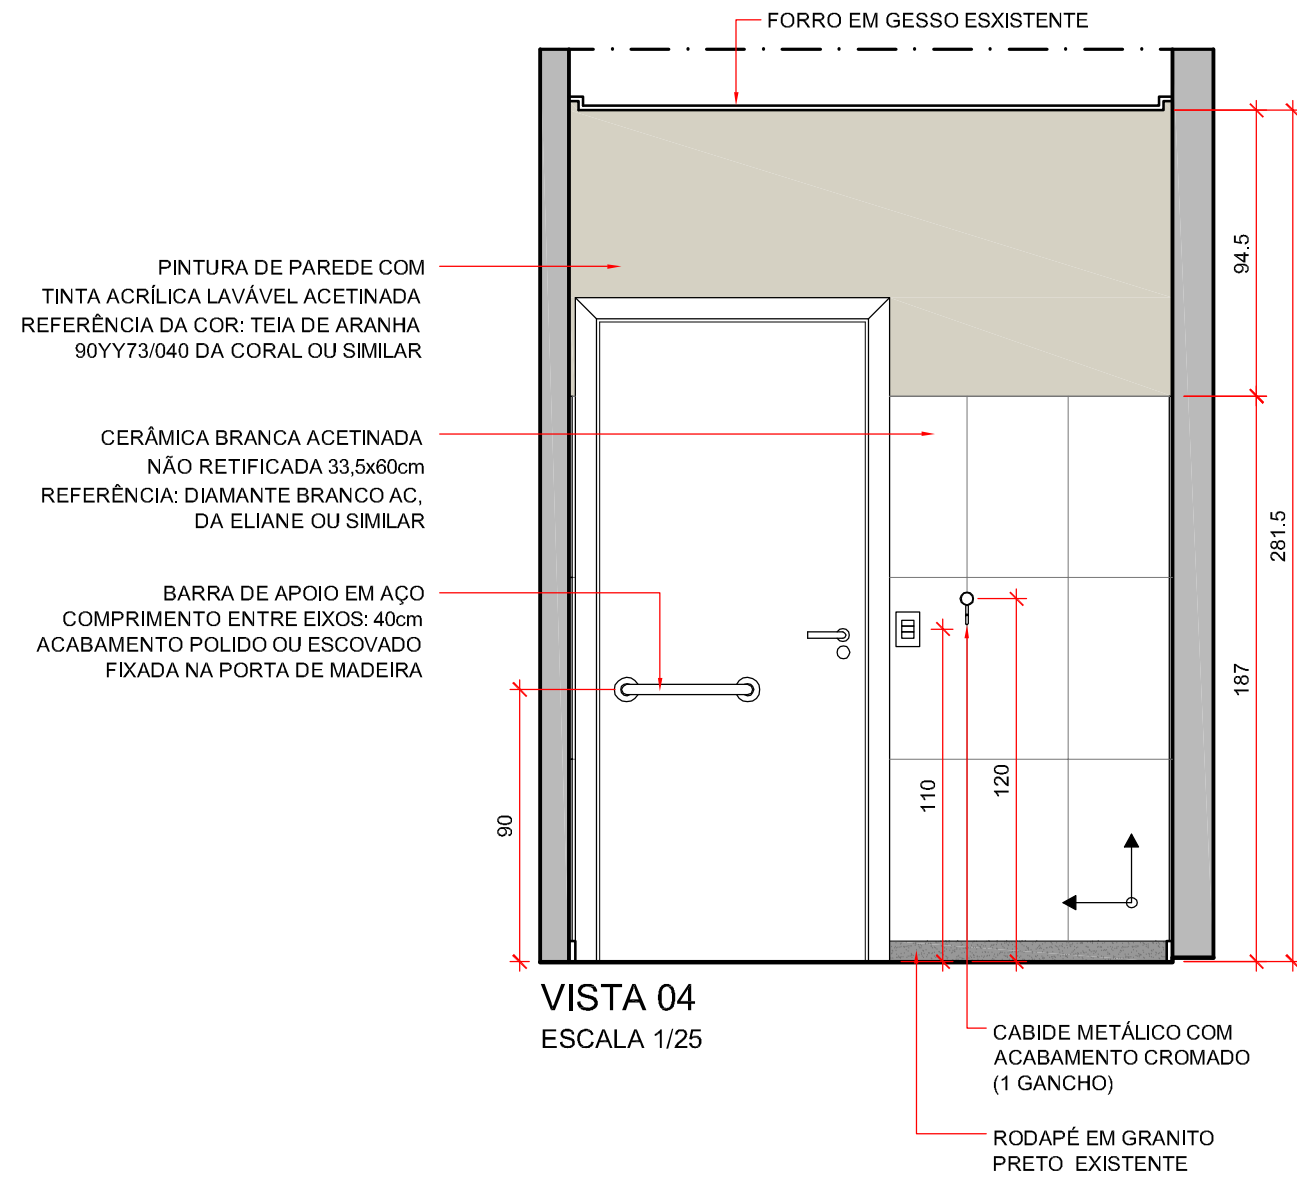 FORRO EM GESSO ESXISTENTE
PINTURA DE PAREDE COM
TINTA ACRÍLICA LAVÁVEL ACETINADA
REFERÊNCIA DA COR: TEIA DE ARANHA
90YY73/040 DA CORAL OU SIMILAR
CERÂMICA BRANCA ACETINADA
NÃO RETIFICADA 33,5x60cm
REFERÊNCIA: DIAMANTE BRANCO AC,
DA ELIANE OU SIMILAR
BARRA DE APOIO EM AÇO
COMPRIMENTO ENTRE EIXOS: 40cm
ACABAMENTO POLIDO OU ESCOVADO
FIXADA NA PORTA DE MADEIRA
90
110
120
94.5
187
281.5
VISTA 04
ESCALA 1/25
CABIDE METÁLICO COM
ACABAMENTO CROMADO
(1 GANCHO)
RODAPÉ EM GRANITO
PRETO EXISTENTE